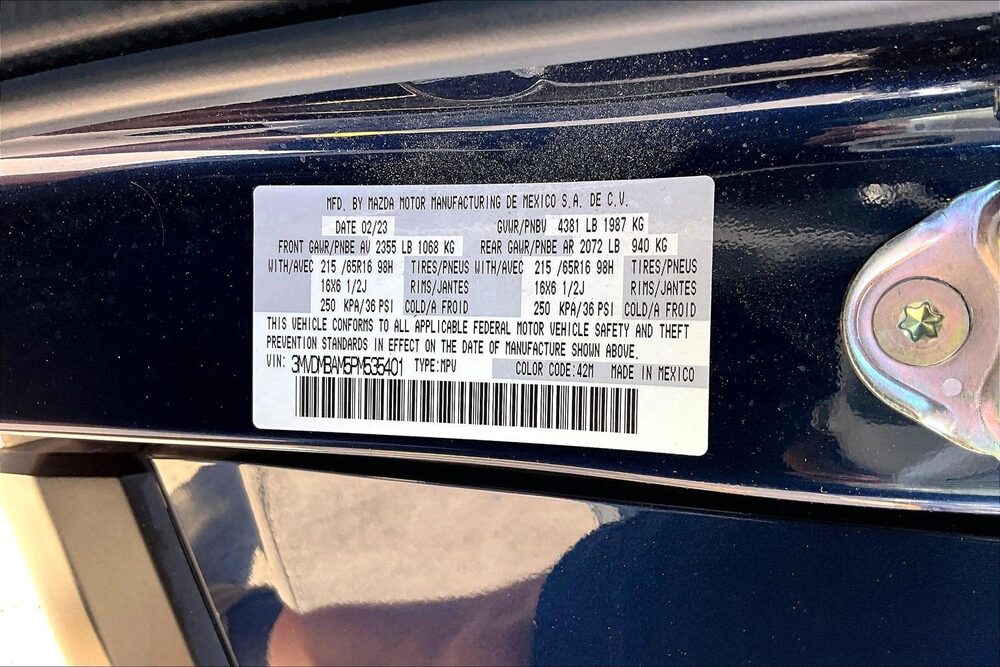 MFD. BY MAZDA MOTOR MANUFACTURING DE MEXICO S.A. DE C.V.
DATE 02/23 GVWR/PNBV 4381 LB 1987 KG
FRONT GAWR/PNBE AV 2355 LB 1068 KG REAR GAWR/PNBE AR 2072 LB 940 KG
WITH/AVEC 215 /65R16 98H TIRES/PNEUS WITH/AVEC 215 /65R16 98H TIRES/PNEUS
16X6 1/2J RIMS/JANTES 16X6 1/2J RIMS/JANTES
250 KPA/36 PSI COLD/A FROID 250 KPA/36 PSI COLD/A FROID
THIS VEHICLE CONFORMS TO ALL APPLICABLE FEDERAL MOTOR VEHICLE SAFETY AND THEFT
PREVENTION STANDARDS IN EFFECT ON THE DATE OF MANUFACTURE SHOWN ABOVE.
VIN: 3MVDMBAM5PM535401 TYPE:MPV COLOR CODE:42M MADE IN MEXICO